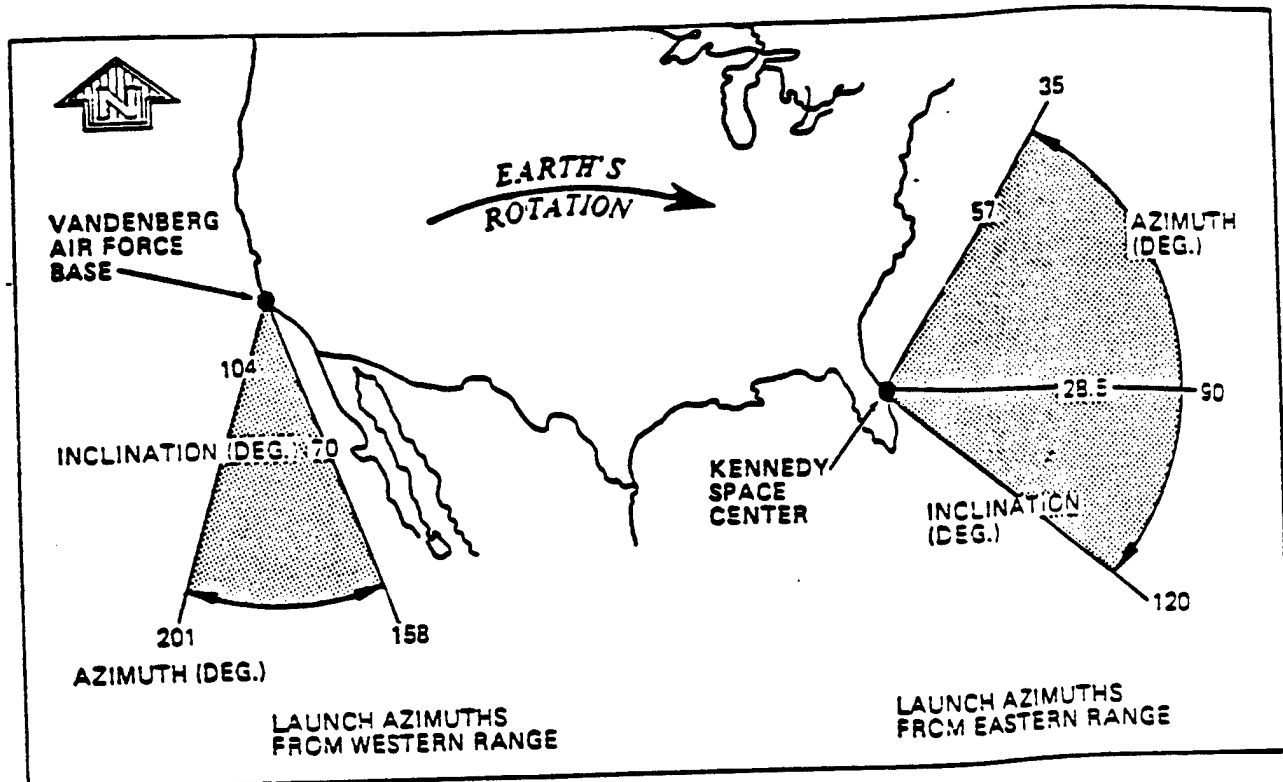 N
EARTH'S
ROTATION
VANDENBERG
AIR FORCE
BASE
104
INCLINATION (DEG.) 70
201
158
AZIMUTH (DEG.)
LAUNCH AZIMUTHS
FROM WESTERN RANGE
35
57
AZIMUTH
(DEG.)
28.5
90
KENNEDY
SPACE
CENTER
INCLINATION
(DEG.)
120
LAUNCH AZIMUTHS
FROM EASTERN RANGE